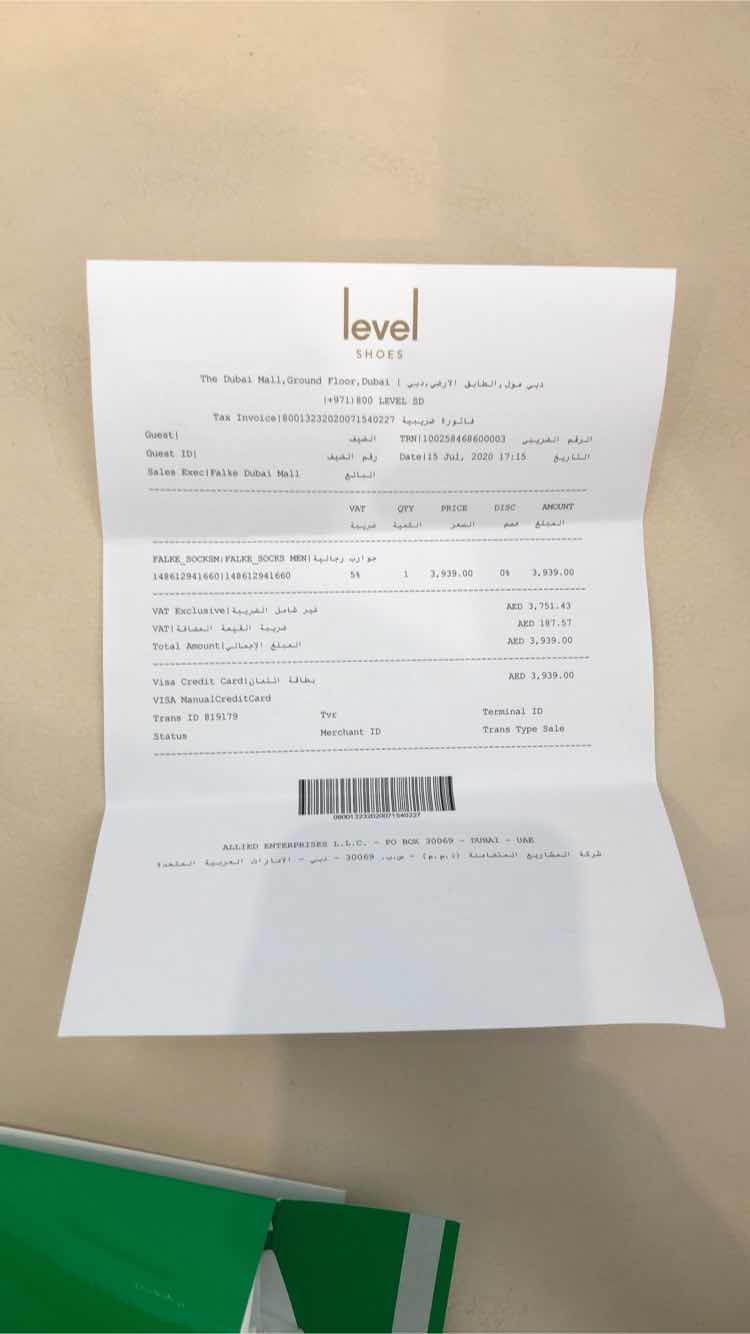 level
SHOES
The Dubai Mall,Ground Floor,Dubai | دبي مول,الطابق الارضي,دبي
(+971)800 LEVEL SD
Tax Invoice|80013232020071540227 فاتورة ضريبية
Guest| الضيف TRN|100258468600003 الرقم الضريبي
Guest ID| رقم الضيف Date|15 Jul, 2020 17:15 التاريخ
Sales Exec|Falke Dubai Mall البائع
VAT QTY PRICE DISC AMOUNT
ضريبة الكمية السعر خصم المبلغ
FALKE_SOCKSM|FALKE_SOCKS MEN|جوارب رجالية
148612941660|148612941660 5% 1 3,939.00 0% 3,939.00
VAT Exclusive|غير شامل الضريبة AED 3,751.43
VAT|ضريبة القيمة المضافة AED 187.57
Total Amount|المبلغ الإجمالي AED 3,939.00
Visa Credit Card|بطاقة ائتمان AED 3,939.00
VISA ManualCreditCard
Trans ID 819179 Tvr Terminal ID
Status Merchant ID Trans Type Sale
080013232020071540227
ALLIED ENTERPRISES L.L.C. - PO BOX 30069 - DUBAI - UAE
شركة المشاريع المتضامنة (ذ.م.م) - ص.ب. 30069 - دبي - الامارات العربية المتحدة